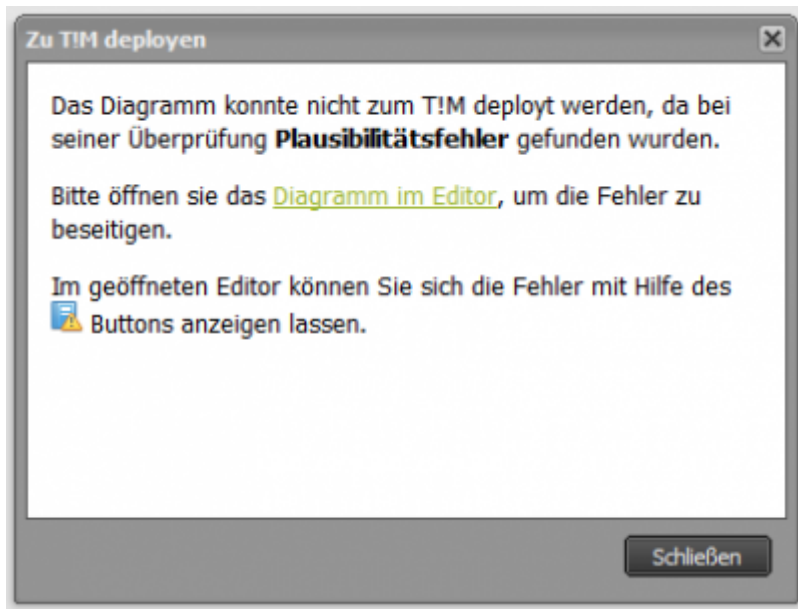 Zu T!M deployen
Das Diagramm konnte nicht zum T!M deployt werden, da bei
seiner Überprüfung Plausibilitätsfehler gefunden wurden.
Bitte öffnen sie das Diagramm im Editor, um die Fehler zu
beseitigen.
Im geöffneten Editor können Sie sich die Fehler mit Hilfe des
Buttons anzeigen lassen.
Schließen